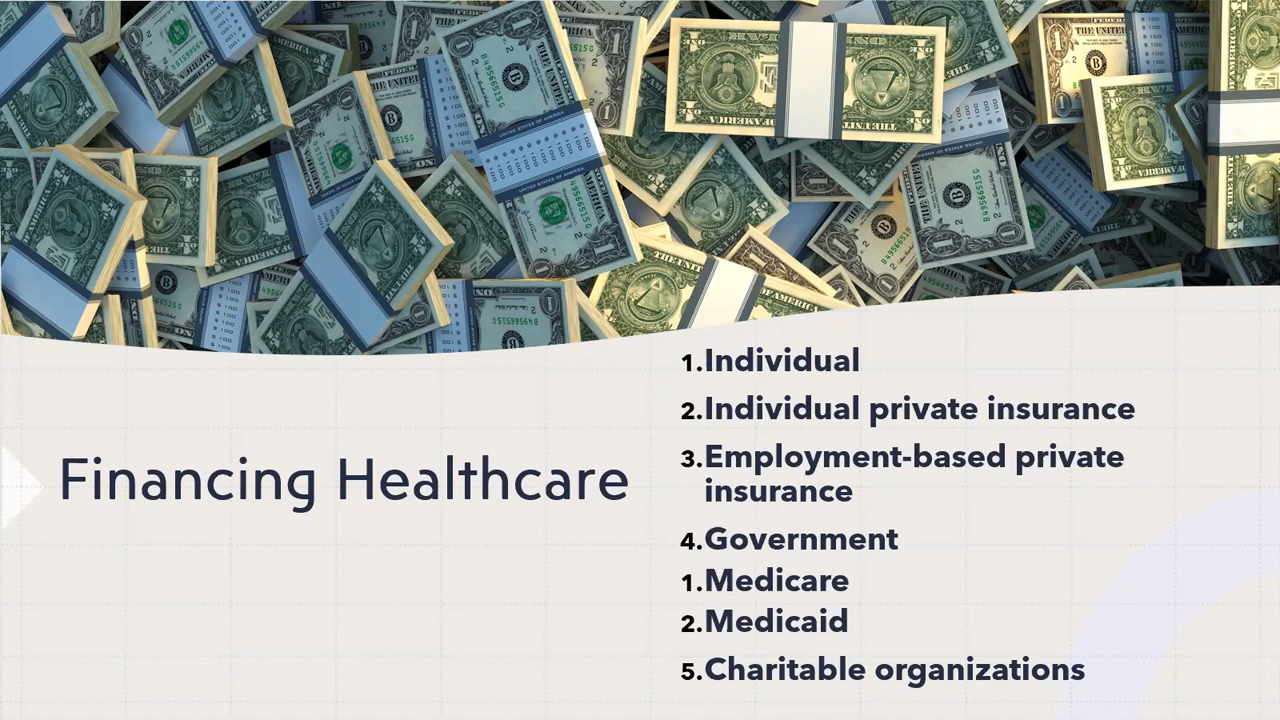 Financing Healthcare
1.Individual
2.Individual private insurance
3.Employment-based private
insurance
4.Government
1.Medicare
2.Medicaid
5.Charitable organizations